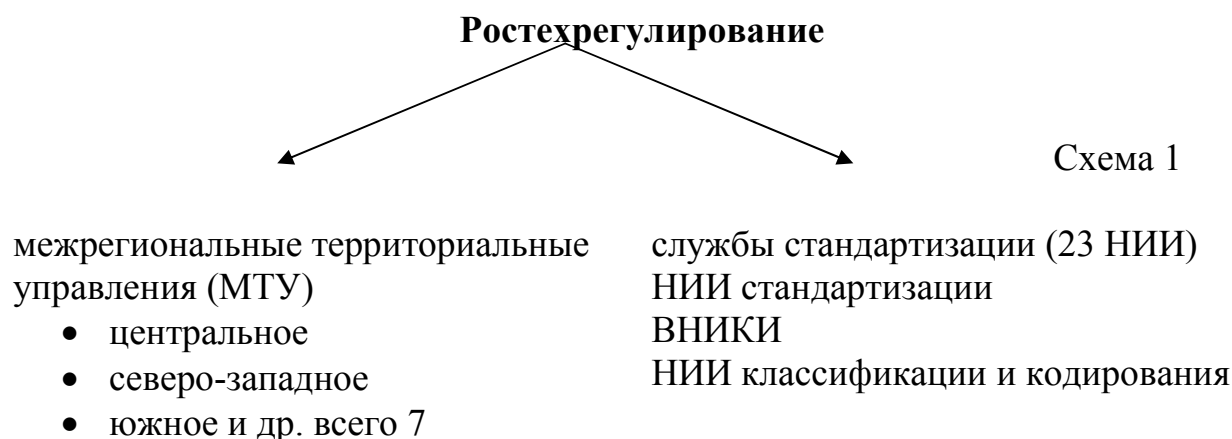 Ростехрегулирование
Схема 1
межрегиональные территориальные
управления (МТУ)
• центральное
• северо-западное
• южное и др. всего 7
службы стандартизации (23 НИИ)
НИИ стандартизации
ВНИКИ
НИИ классификации и кодирования